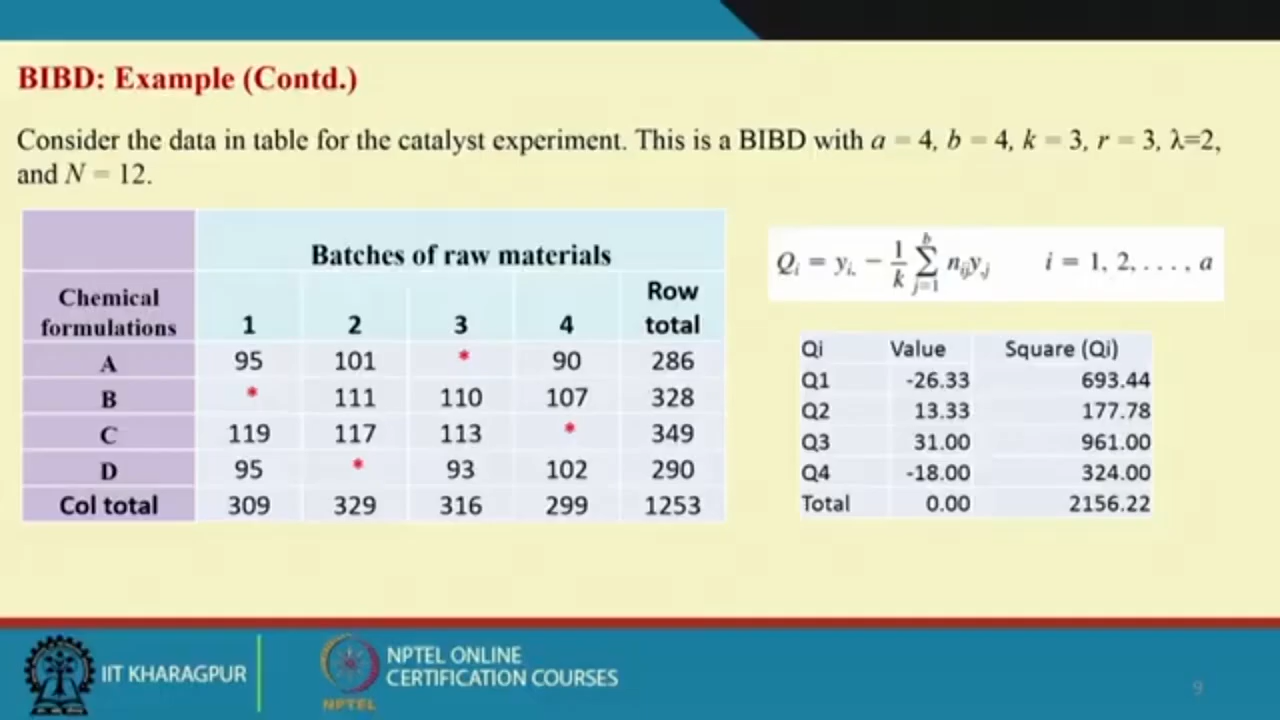 BIBD: Example (Contd.)
Consider the data in table for the catalyst experiment. This is a BIBD with a = 4, b = 4, k = 3, r = 3, λ=2,
and N = 12.
Batches of raw materials
Chemical formulations 1 2 3 4 Row total
A 95 101 * 90 286
B * 111 110 107 328
C 119 117 113 * 349
D 95 * 93 102 290
Col total 309 329 316 299 1253
Qᵢ = yᵢ. − 1/k ∑ⱼ₌₁ᵇ nᵢⱼy.ⱼ i = 1, 2, . . . , a
Qi Value Square (Qi)
Q1 -26.33 693.44
Q2 13.33 177.78
Q3 31.00 961.00
Q4 -18.00 324.00
Total 0.00 2156.22
IIT KHARAGPUR
NPTEL ONLINE
CERTIFICATION COURSES
NPTEL
9